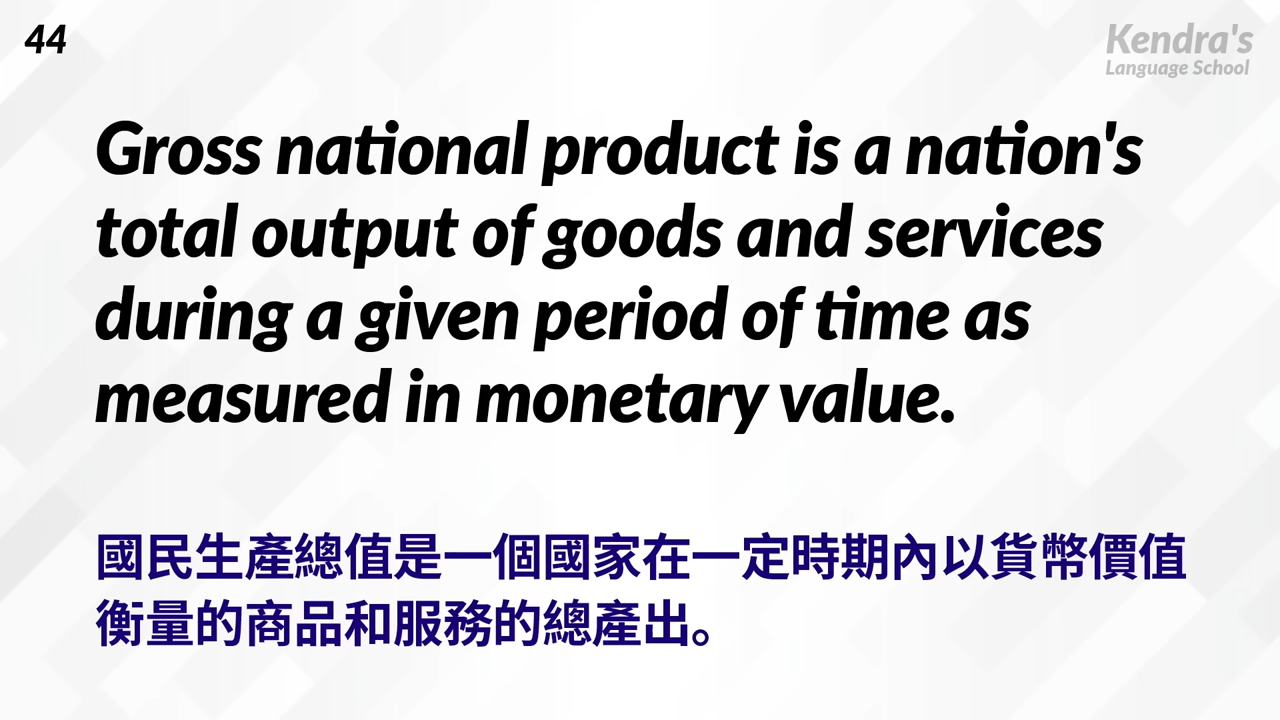 44
Kendra's
Language School
Gross national product is a nation's
total output of goods and services
during a given period of time as
measured in monetary value.
國民生產總值是一個國家在一定時期內以貨幣價值
衡量的商品和服務的總產出。